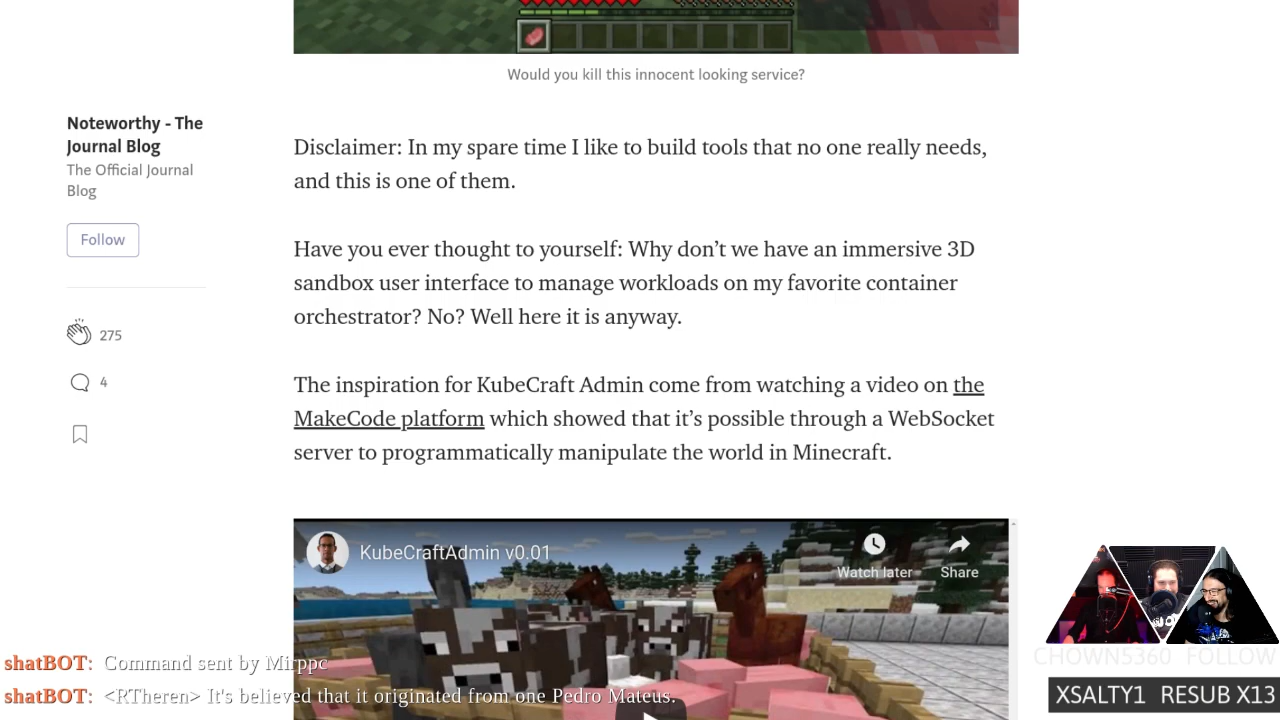 Would you kill this innocent looking service?
Noteworthy - The
Journal Blog
The Official Journal
Blog
Follow
275
4
Disclaimer: In my spare time I like to build tools that no one really needs,
and this is one of them.
Have you ever thought to yourself: Why don’t we have an immersive 3D
sandbox user interface to manage workloads on my favorite container
orchestrator? No? Well here it is anyway.
The inspiration for KubeCraft Admin come from watching a video on the
MakeCode platform which showed that it’s possible through a WebSocket
server to programmatically manipulate the world in Minecraft.
KubeCraftAdmin v0.01
Watch later
Share
shatBOT: Command sent by Mirppc
shatBOT: <RTheren> It's believed that it originated from one Pedro Mateus.
CHOWN5360 FOLLOW
XSALTY1 RESUB X13